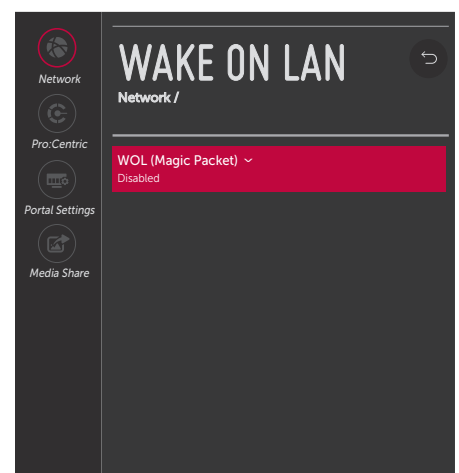 Network
Pro:Centric
Portal Settings
Media Share
WAKE ON LAN
Network /
WOL (Magic Packet)
Disabled